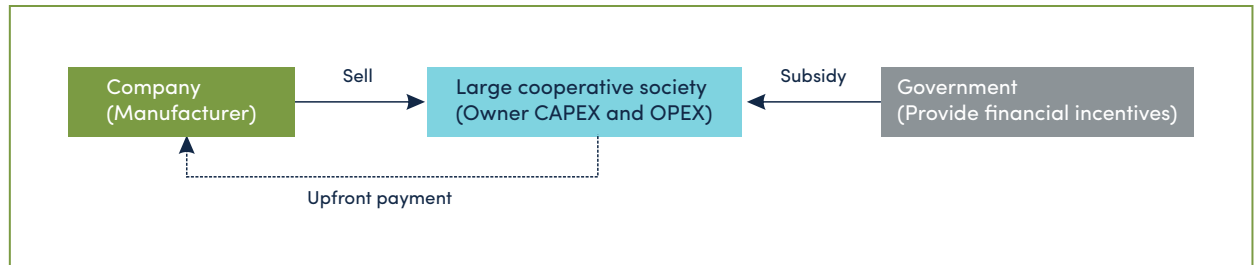 Company
(Manufacturer)
Sell
Large cooperative society
(Owner CAPEX and OPEX)
Subsidy
Government
(Provide financial incentives)
Upfront payment